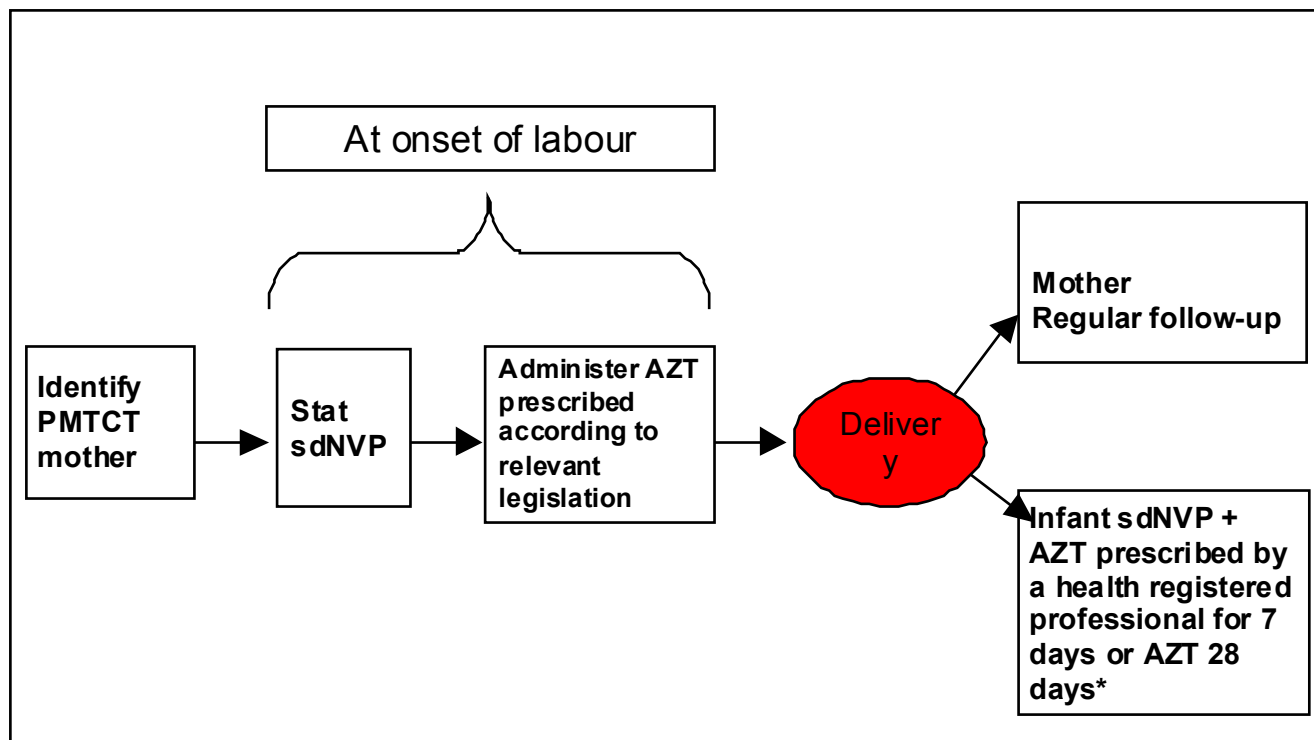 At onset of labour
Identify
PMTCT
mother
Stat
sdNVP
Administer AZT
prescribed
according to
relevant
legislation
Deliver
y
Mother
Regular follow-up
Infant sdNVP +
AZT prescribed by
a health registered
professional for 7
days or AZT 28
days*